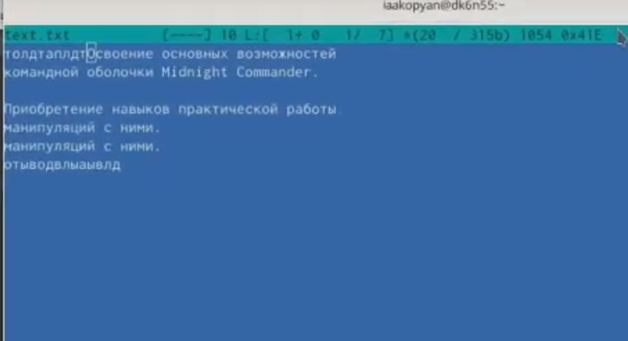 iaakopyan@dk6n55:~
text.txt [----] 10 L:[ 1+ 0 1/ 7] *(20 / 315b) 1054 0x41E
толдтаплдтОсвоение основных возможностей
командной оболочки Midnight Commander.
Приобретение навыков практической работы
манипуляций с ними.
манипуляций с ними.
отыводвлыаывлд